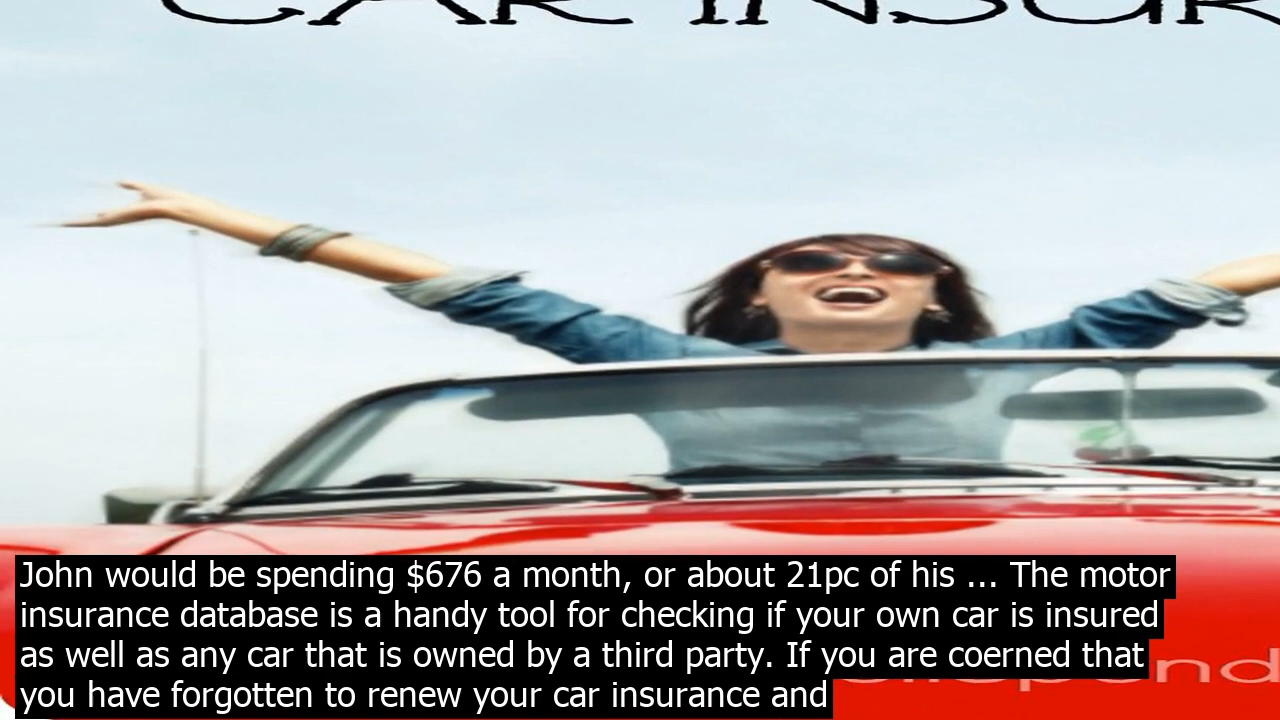 CAR INSUR
John would be spending $676 a month, or about 21pc of his ... The motor
insurance database is a handy tool for checking if your own car is insured
as well as any car that is owned by a third party. If you are coerned that
you have forgotten to renew your car insurance and